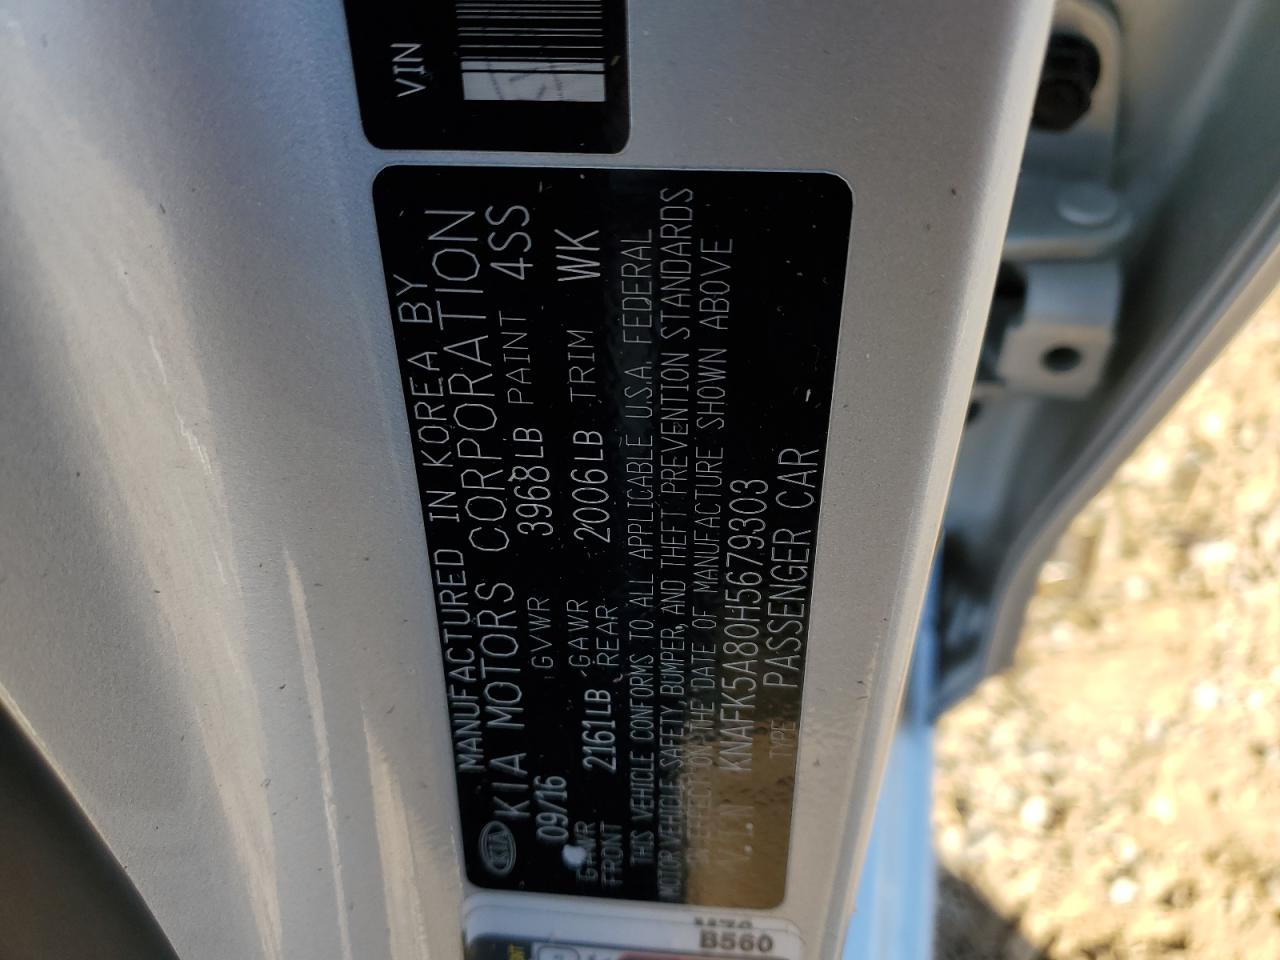 VIN
MANUFACTURED IN KOREA BY
KIA KIA MOTORS CORPORATION
09/16 GVWR 3968LB PAINT 4SS
GAWR FRONT 2161LB GAWR REAR 2006LB TRIM WK
THIS VEHICLE CONFORMS TO ALL APPLICABLE U.S.A. FEDERAL
MOTOR VEHICLE SAFETY, BUMPER, AND THEFT PREVENTION STANDARDS
IN EFFECT ON THE DATE OF MANUFACTURE SHOWN ABOVE
V.I.N KNAFK5A80H5679303
TYPE PASSENGER CAR
B560